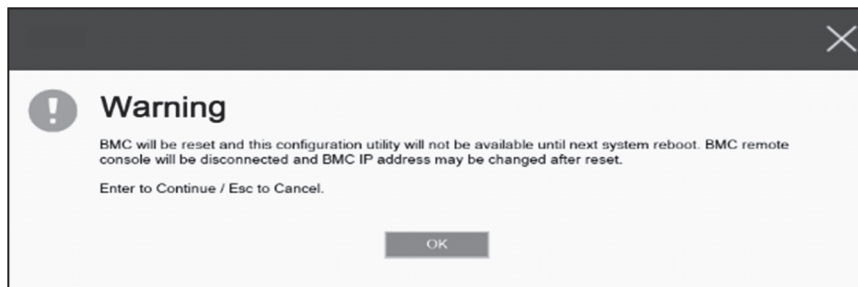 Warning
BMC will be reset and this configuration utility will not be available until next system reboot. BMC remote
console will be disconnected and BMC IP address may be changed after reset.
Enter to Continue / Esc to Cancel.
OK